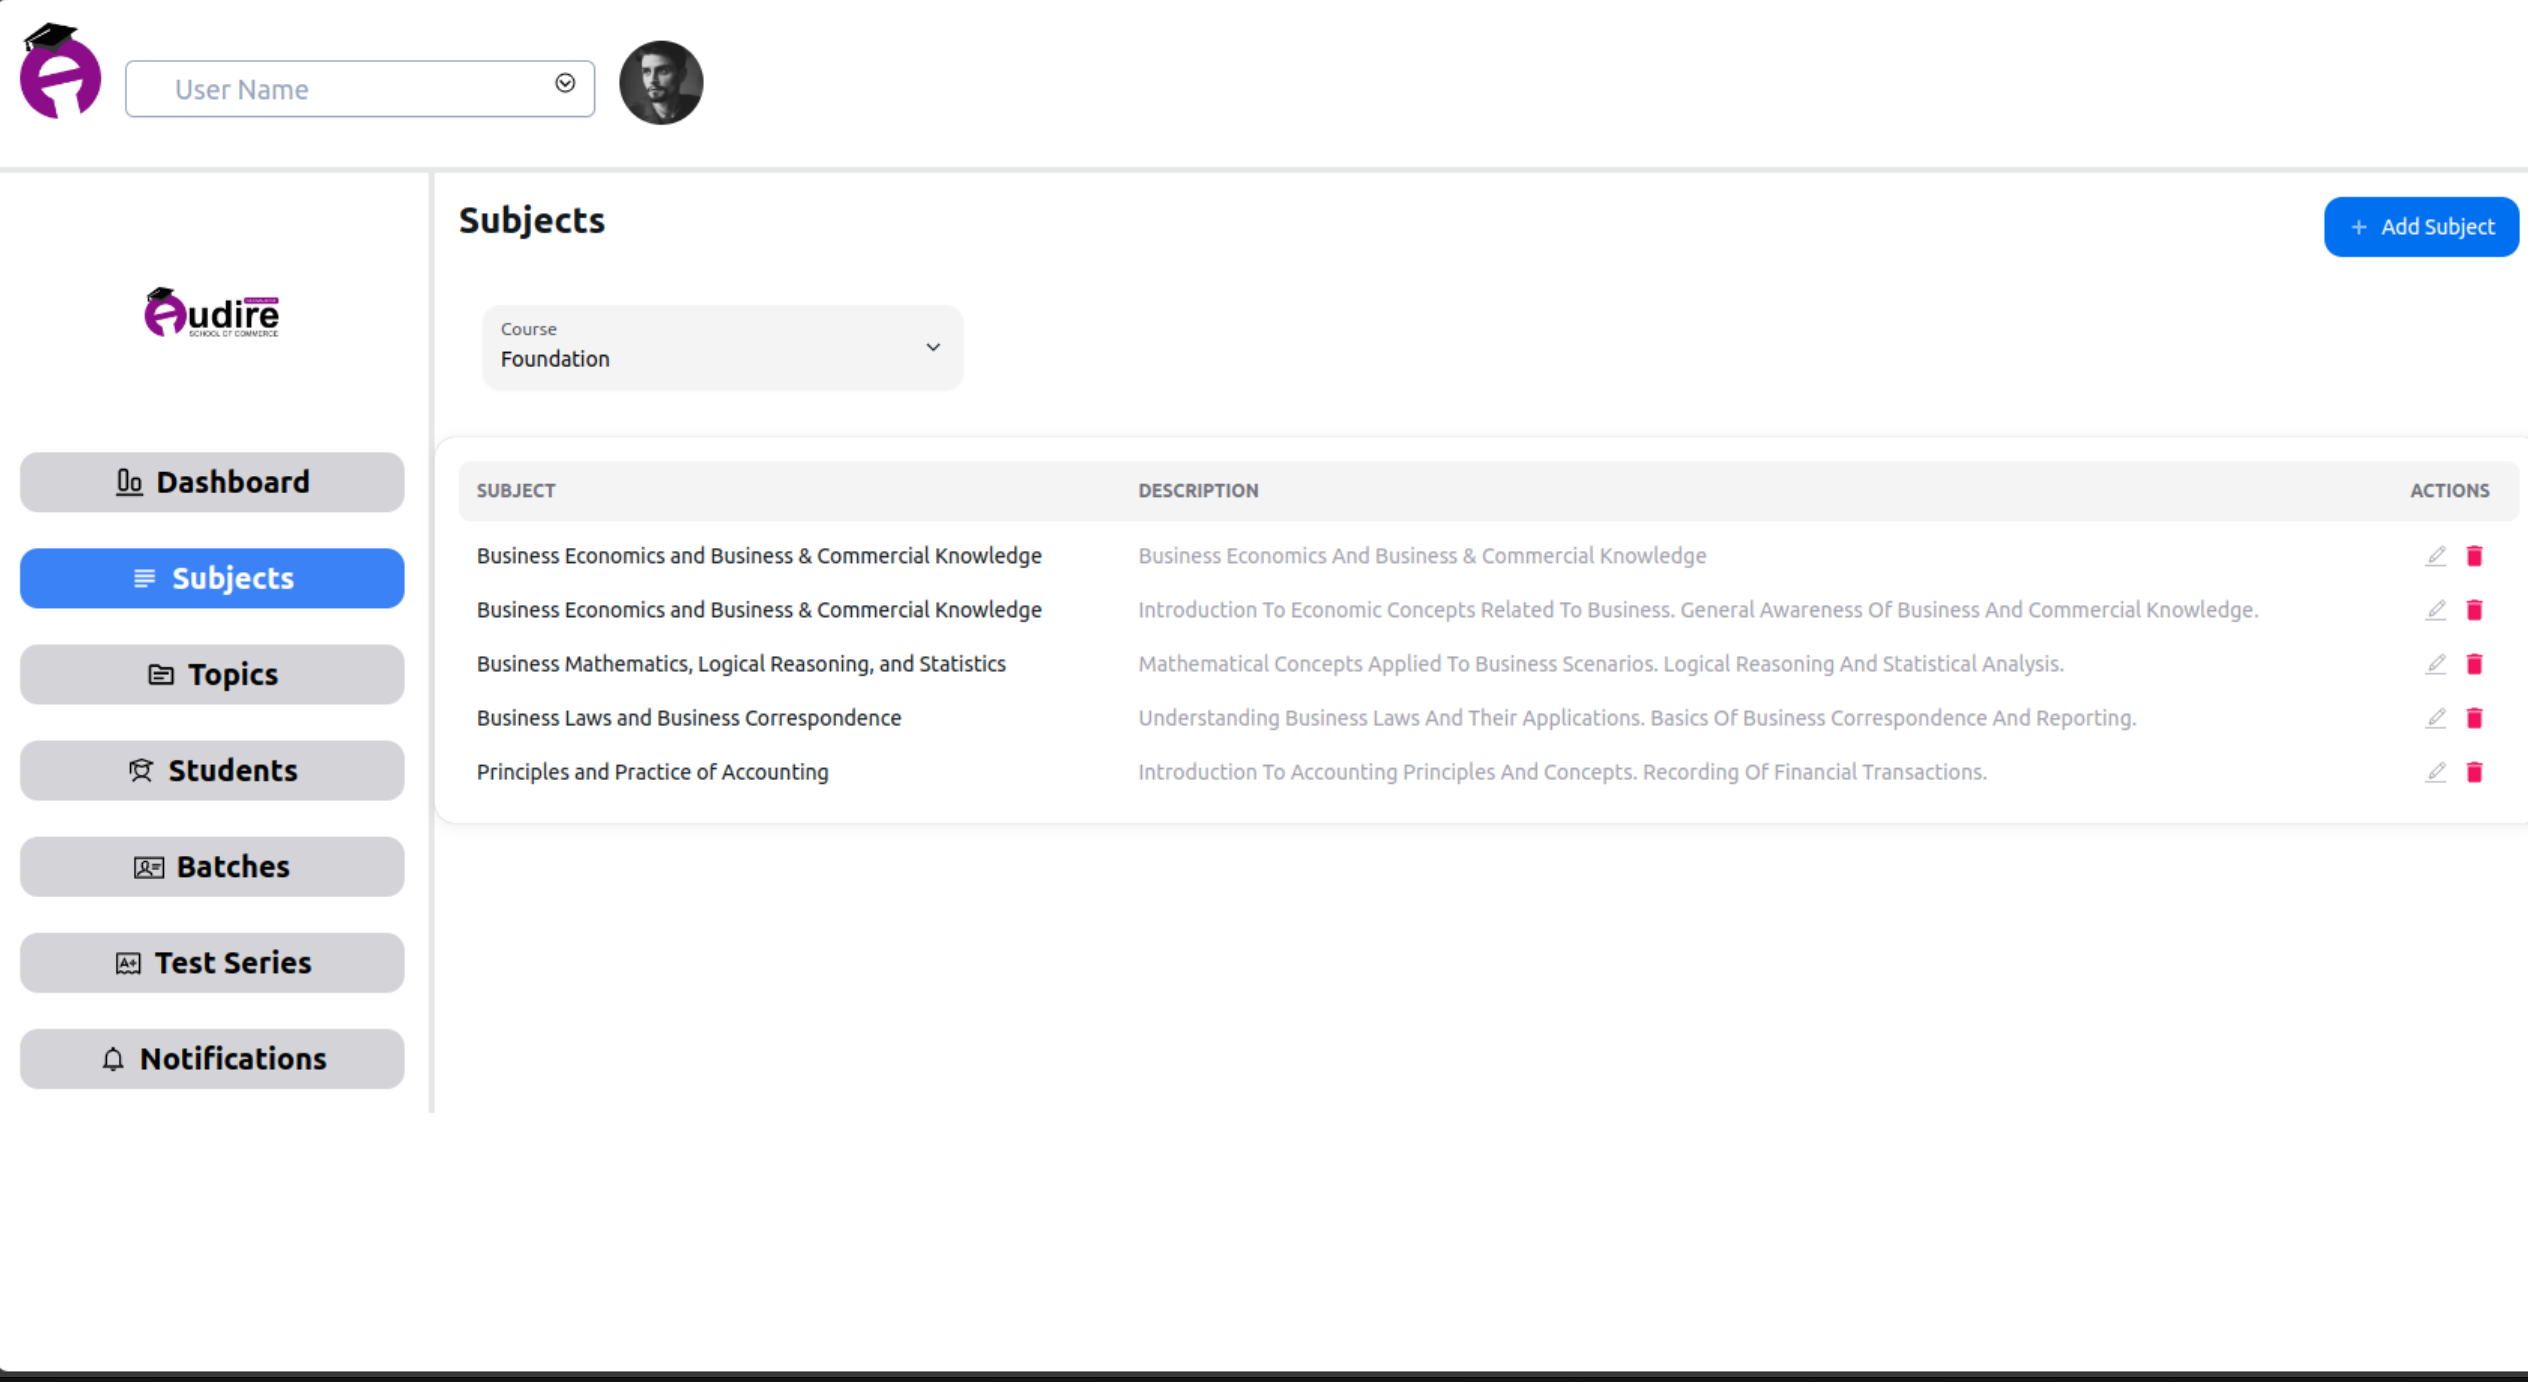 User Name
Subjects
+ Add Subject
udire
SCHOOL OF COMMERCE
Course
Foundation
Dashboard
Subjects
Topics
Students
Batches
Test Series
Notifications
SUBJECT DESCRIPTION ACTIONS
Business Economics and Business & Commercial Knowledge Business Economics And Business & Commercial Knowledge
Business Economics and Business & Commercial Knowledge Introduction To Economic Concepts Related To Business. General Awareness Of Business And Commercial Knowledge.
Business Mathematics, Logical Reasoning, and Statistics Mathematical Concepts Applied To Business Scenarios. Logical Reasoning And Statistical Analysis.
Business Laws and Business Correspondence Understanding Business Laws And Their Applications. Basics Of Business Correspondence And Reporting.
Principles and Practice of Accounting Introduction To Accounting Principles And Concepts. Recording Of Financial Transactions.